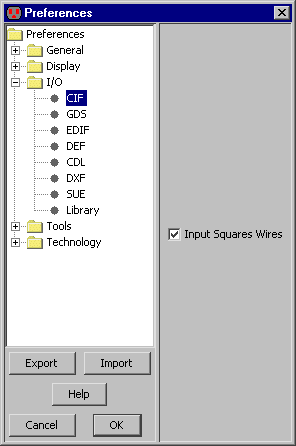 Preferences
Preferences
General
Display
I/O
CIF
GDS
EDIF
DEF
CDL
DXF
SUE
Library
Tools
Technology
Input Squares Wires
Export Import
Help
Cancel OK